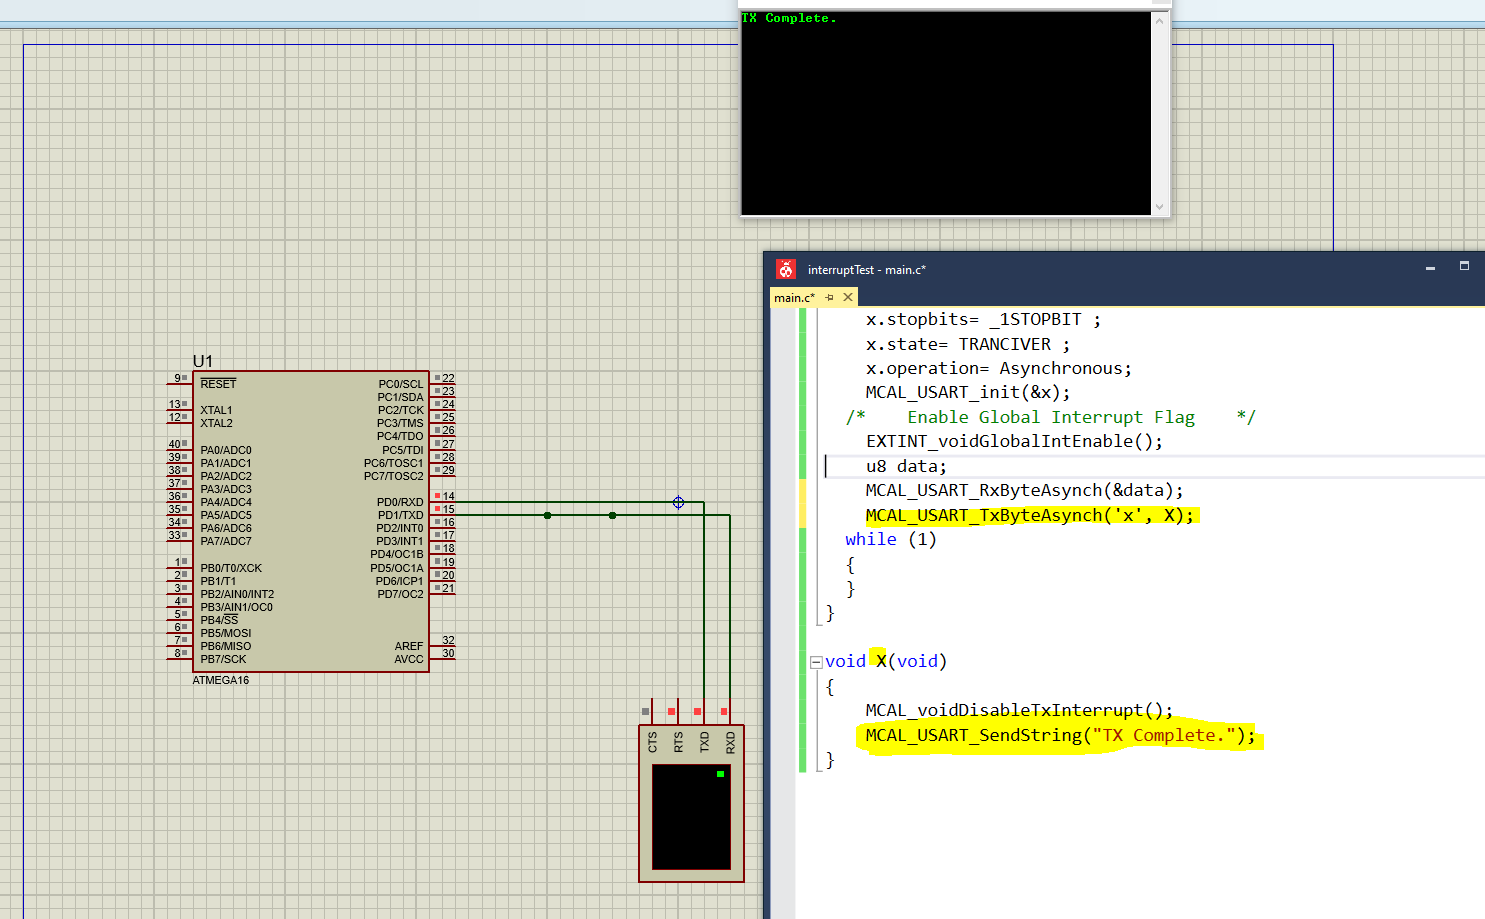 TX Complete.
interruptTest - main.c*
main.c*
x.stopbits= _1STOPBIT ;
x.state= TRANCIVER ;
x.operation= Asynchronous;
MCAL_USART_init(&x);
/*    Enable Global Interrupt Flag    */
EXTINT_voidGlobalIntEnable();
u8 data;
MCAL_USART_RxByteAsynch(&data);
MCAL_USART_TxByteAsynch('x', X);
while (1)
{
}
}
void X(void)
{
MCAL_voidDisableTxInterrupt();
MCAL_USART_SendString("TX Complete.");
}
U1
9 RESET PC0/SCL 22
PC1/SDA 23
13 XTAL1 PC2/TCK 24
12 XTAL2 PC3/TMS 25
PC4/TDO 26
40 PA0/ADC0 PC5/TDI 27
39 PA1/ADC1 PC6/TOSC1 28
38 PA2/ADC2 PC7/TOSC2 29
37 PA3/ADC3
36 PA4/ADC4 PD0/RXD 14
35 PA5/ADC5 PD1/TXD 15
34 PA6/ADC6 PD2/INT0 16
33 PA7/ADC7 PD3/INT1 17
PD4/OC1B 18
1 PB0/T0/XCK PD5/OC1A 19
2 PB1/T1 PD6/ICP1 20
3 PB2/AIN0/INT2 PD7/OC2 21
4 PB3/AIN1/OC0
5 PB4/SS
6 PB5/MOSI
7 PB6/MISO AREF 32
8 PB7/SCK AVCC 30
ATMEGA16
CTS
RTS
TXD
RXD